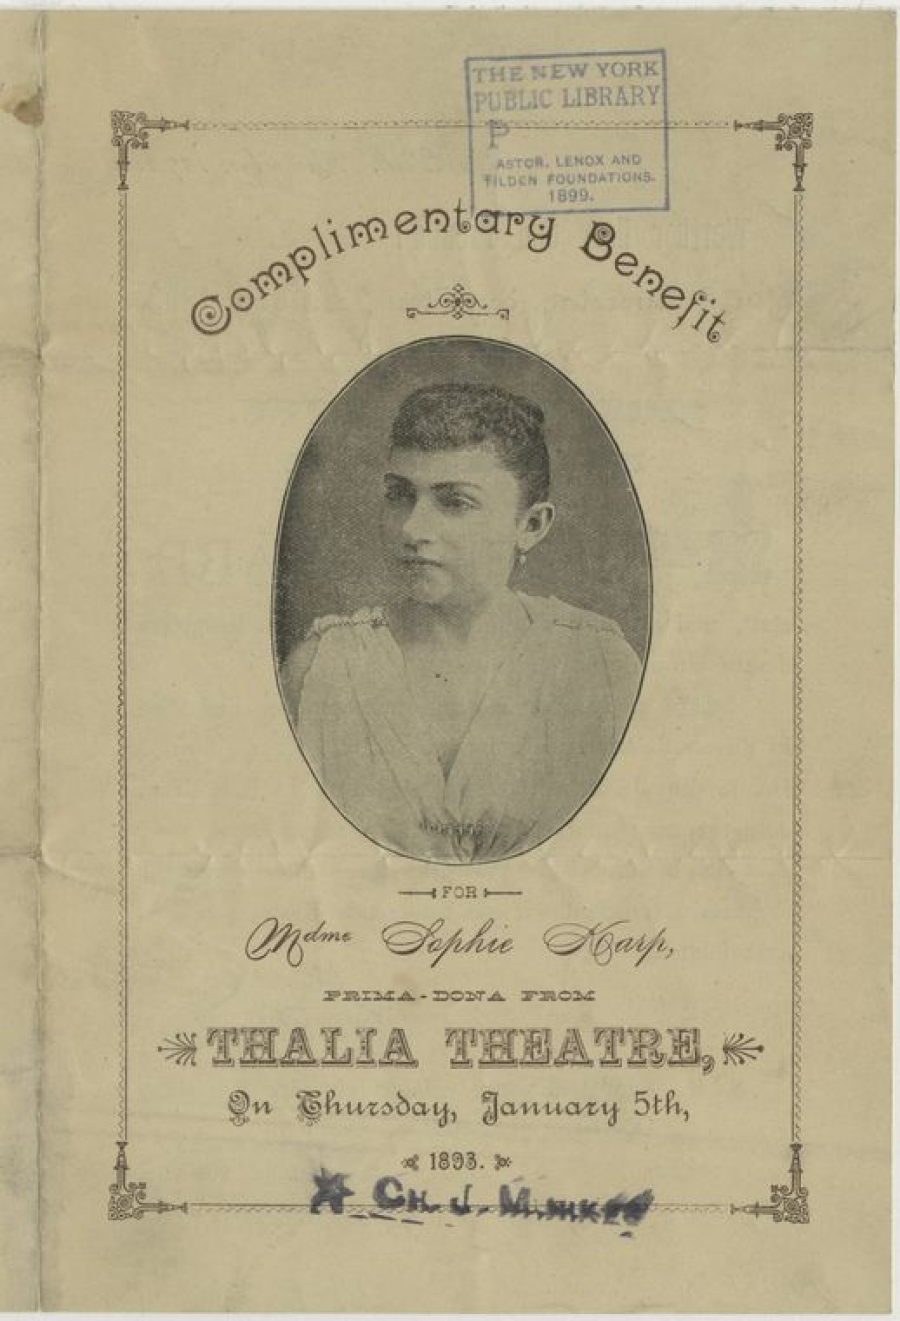 THE NEW YORK
PUBLIC LIBRARY
P
ASTOR, LENOX AND
TILDEN FOUNDATIONS.
1899.
Complimentary Benefit
FOR
Mdme Sophie Karp,
PRIMA-DONA FROM
THALIA THEATRE,
On Thursday, January 5th,
1893.
CH. J.